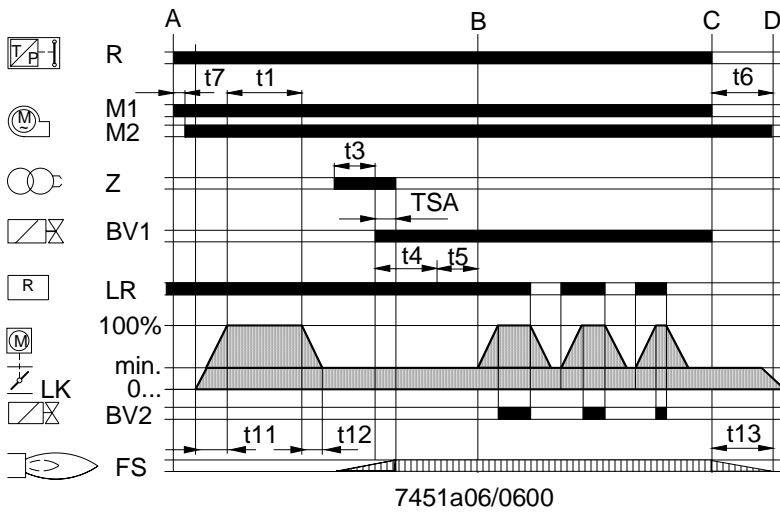 A B C D
T/P R
t7 t1 t6
M~ M1
M2
t3
Z
TSA
BV1
t4 t5
R LR
100%
M
min.
LK 0...
BV2
t11 t12 t13
FS
7451a06/0600